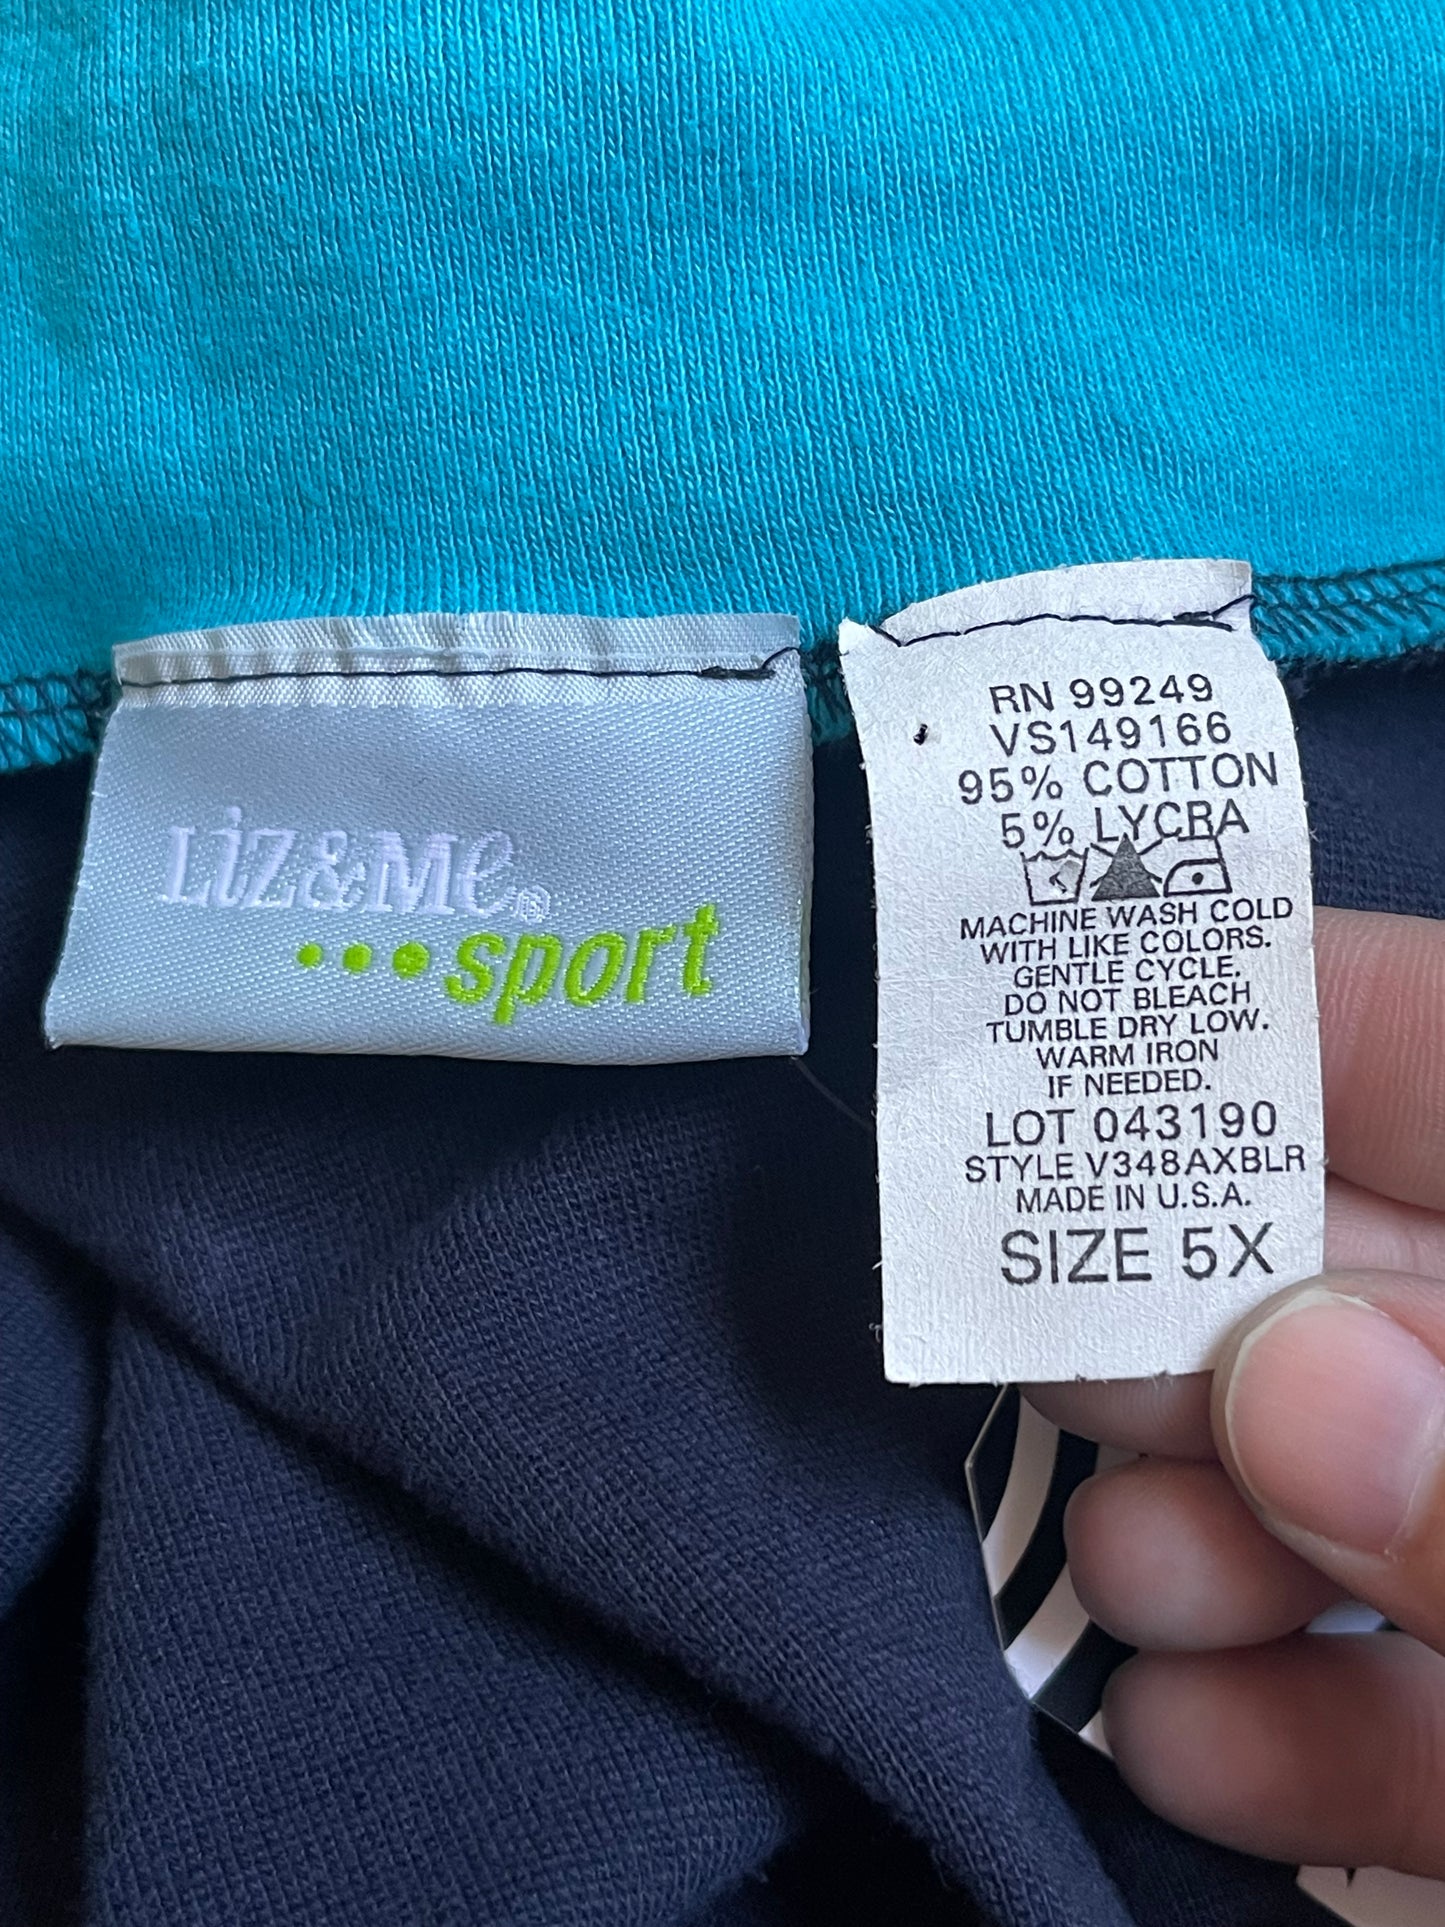 Liz&Me®
...sport
RN 99249
VS149166
95% COTTON
5% LYCRA
MACHINE WASH COLD
WITH LIKE COLORS.
GENTLE CYCLE.
DO NOT BLEACH
TUMBLE DRY LOW.
WARM IRON
IF NEEDED.
LOT 043190
STYLE V348AXBLR
MADE IN U.S.A.
SIZE 5X